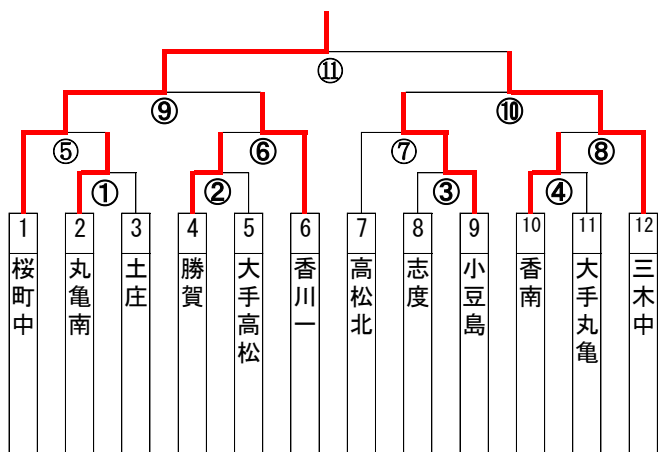 ⑪
⑨ ⑩
⑤ ⑥ ⑦ ⑧
① ② ③ ④
1 2 3 4 5 6 7 8 9 10 11 12
桜町中
丸亀南
土庄
勝賀
大手高松
香川一
高松北
志度
小豆島
香南
大手丸亀
三木中